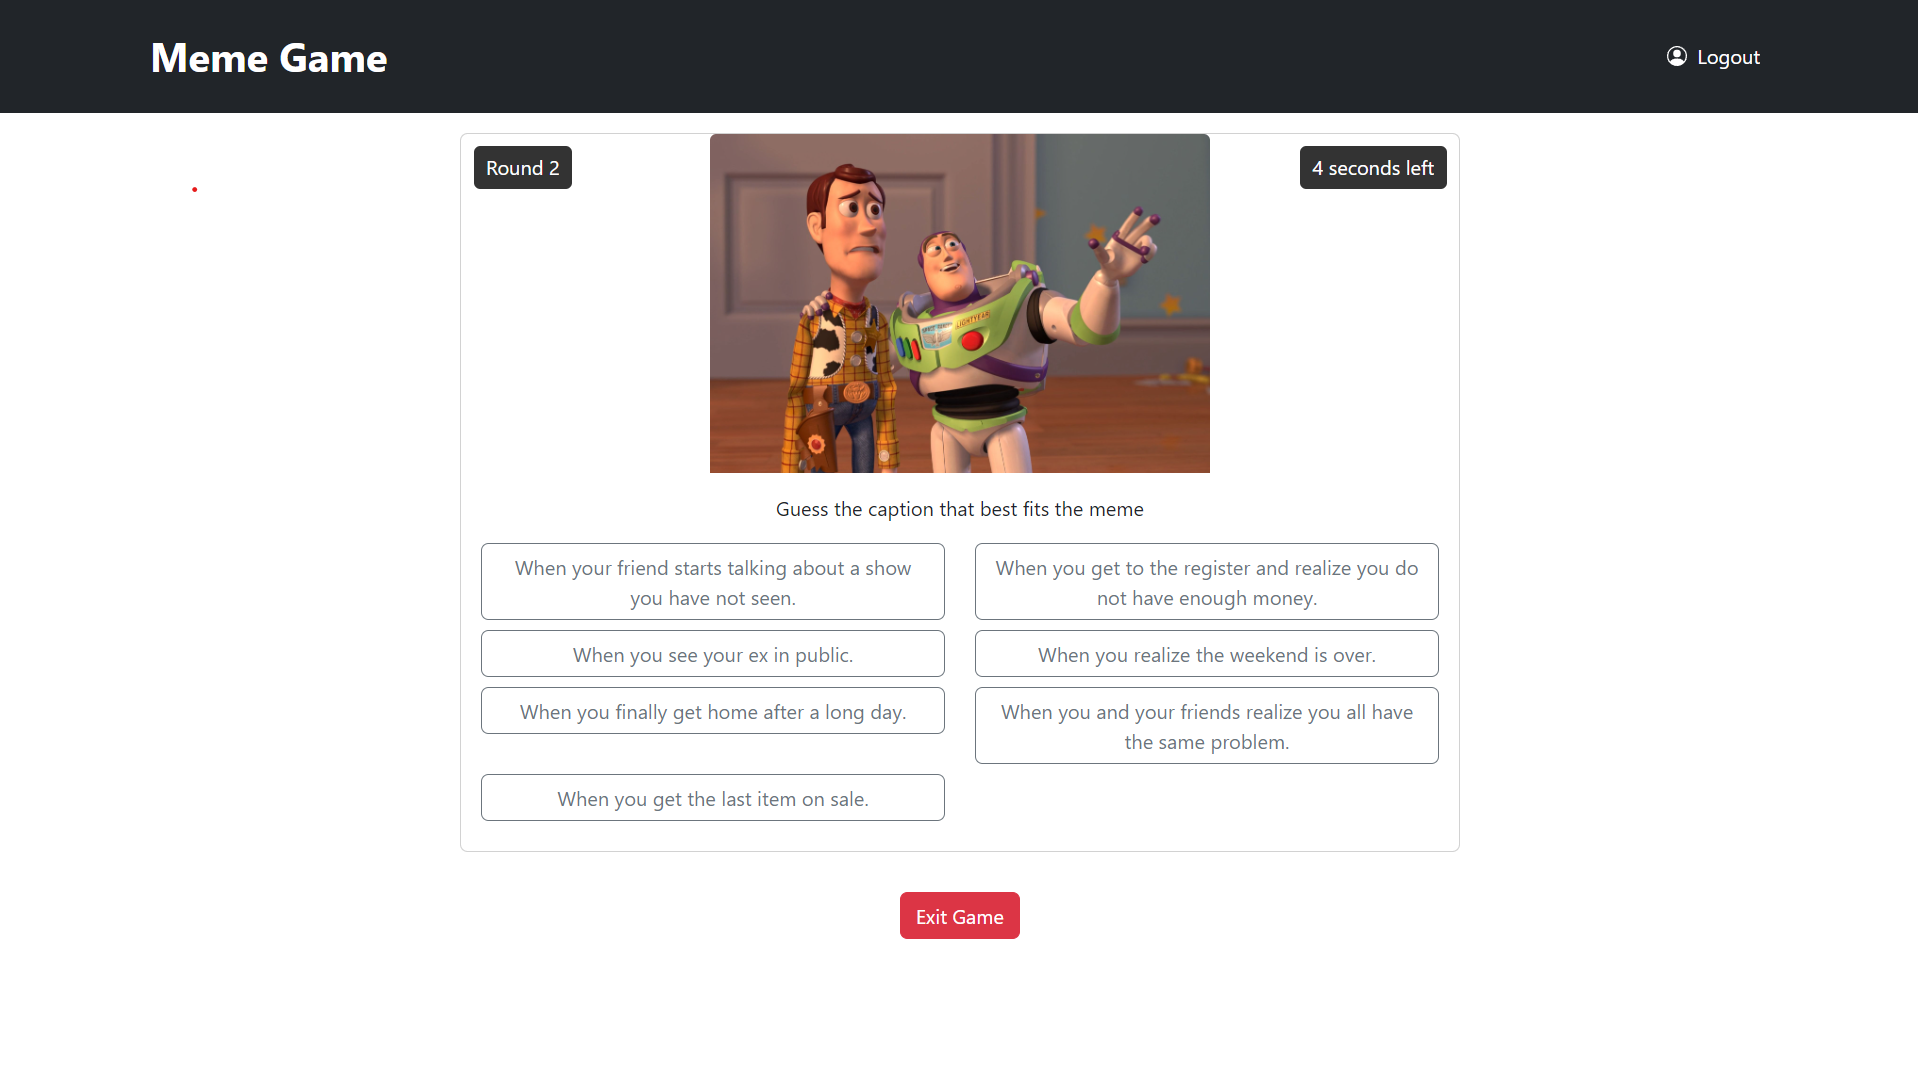 Meme Game
Logout
Round 2
4 seconds left
SPACE RANGER
LIGHTYEAR
Guess the caption that best fits the meme
When your friend starts talking about a show
you have not seen.
When you get to the register and realize you do
not have enough money.
When you see your ex in public.
When you realize the weekend is over.
When you finally get home after a long day.
When you and your friends realize you all have
the same problem.
When you get the last item on sale.
Exit Game